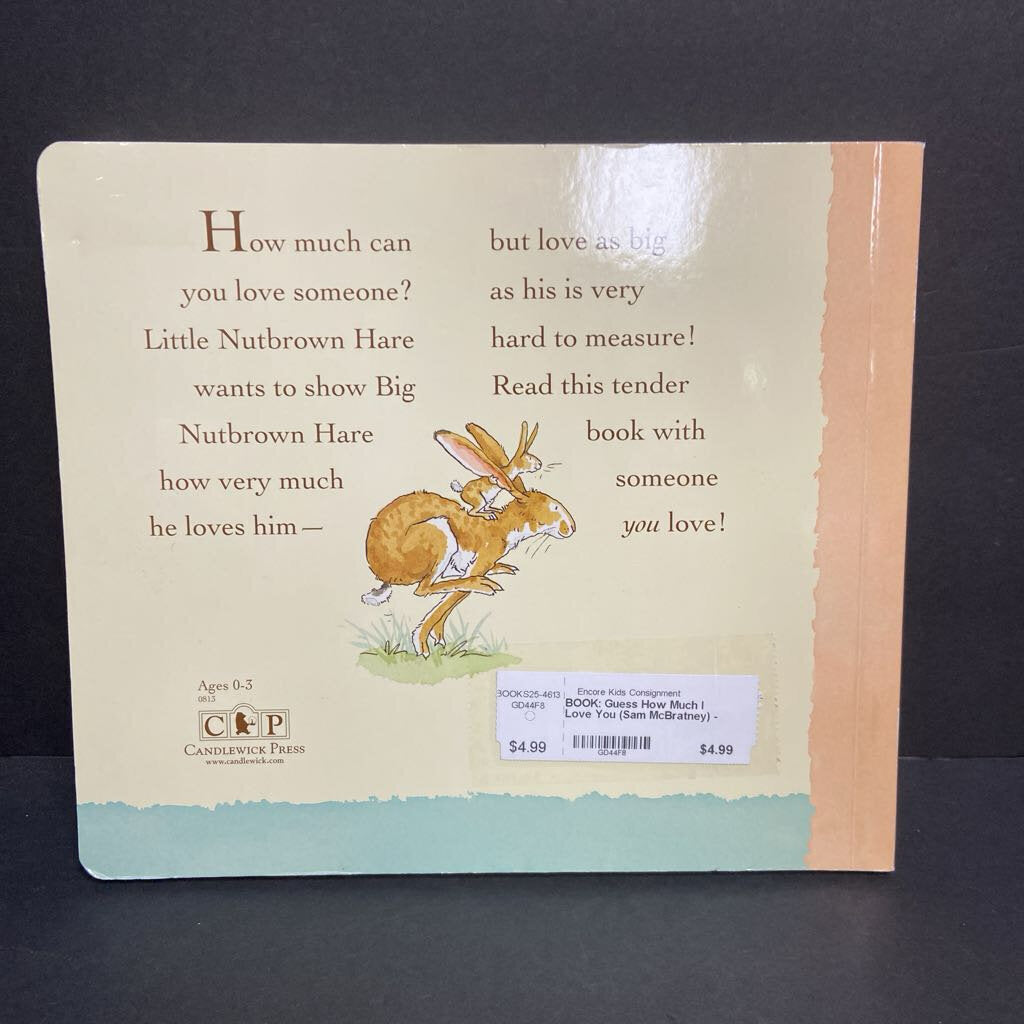 How much can
you love someone?
Little Nutbrown Hare
wants to show Big
Nutbrown Hare
how very much
he loves him—
but love as big
as his is very
hard to measure!
Read this tender
book with
someone
you love!
Ages 0-3
0813
C P
CANDLEWICK PRESS
www.candlewick.com
BOOKS25-4613
GD44F8
$4.99
Encore Kids Consignment
BOOK: Guess How Much I
Love You (Sam McBratney) -
GD44F8
$4.99